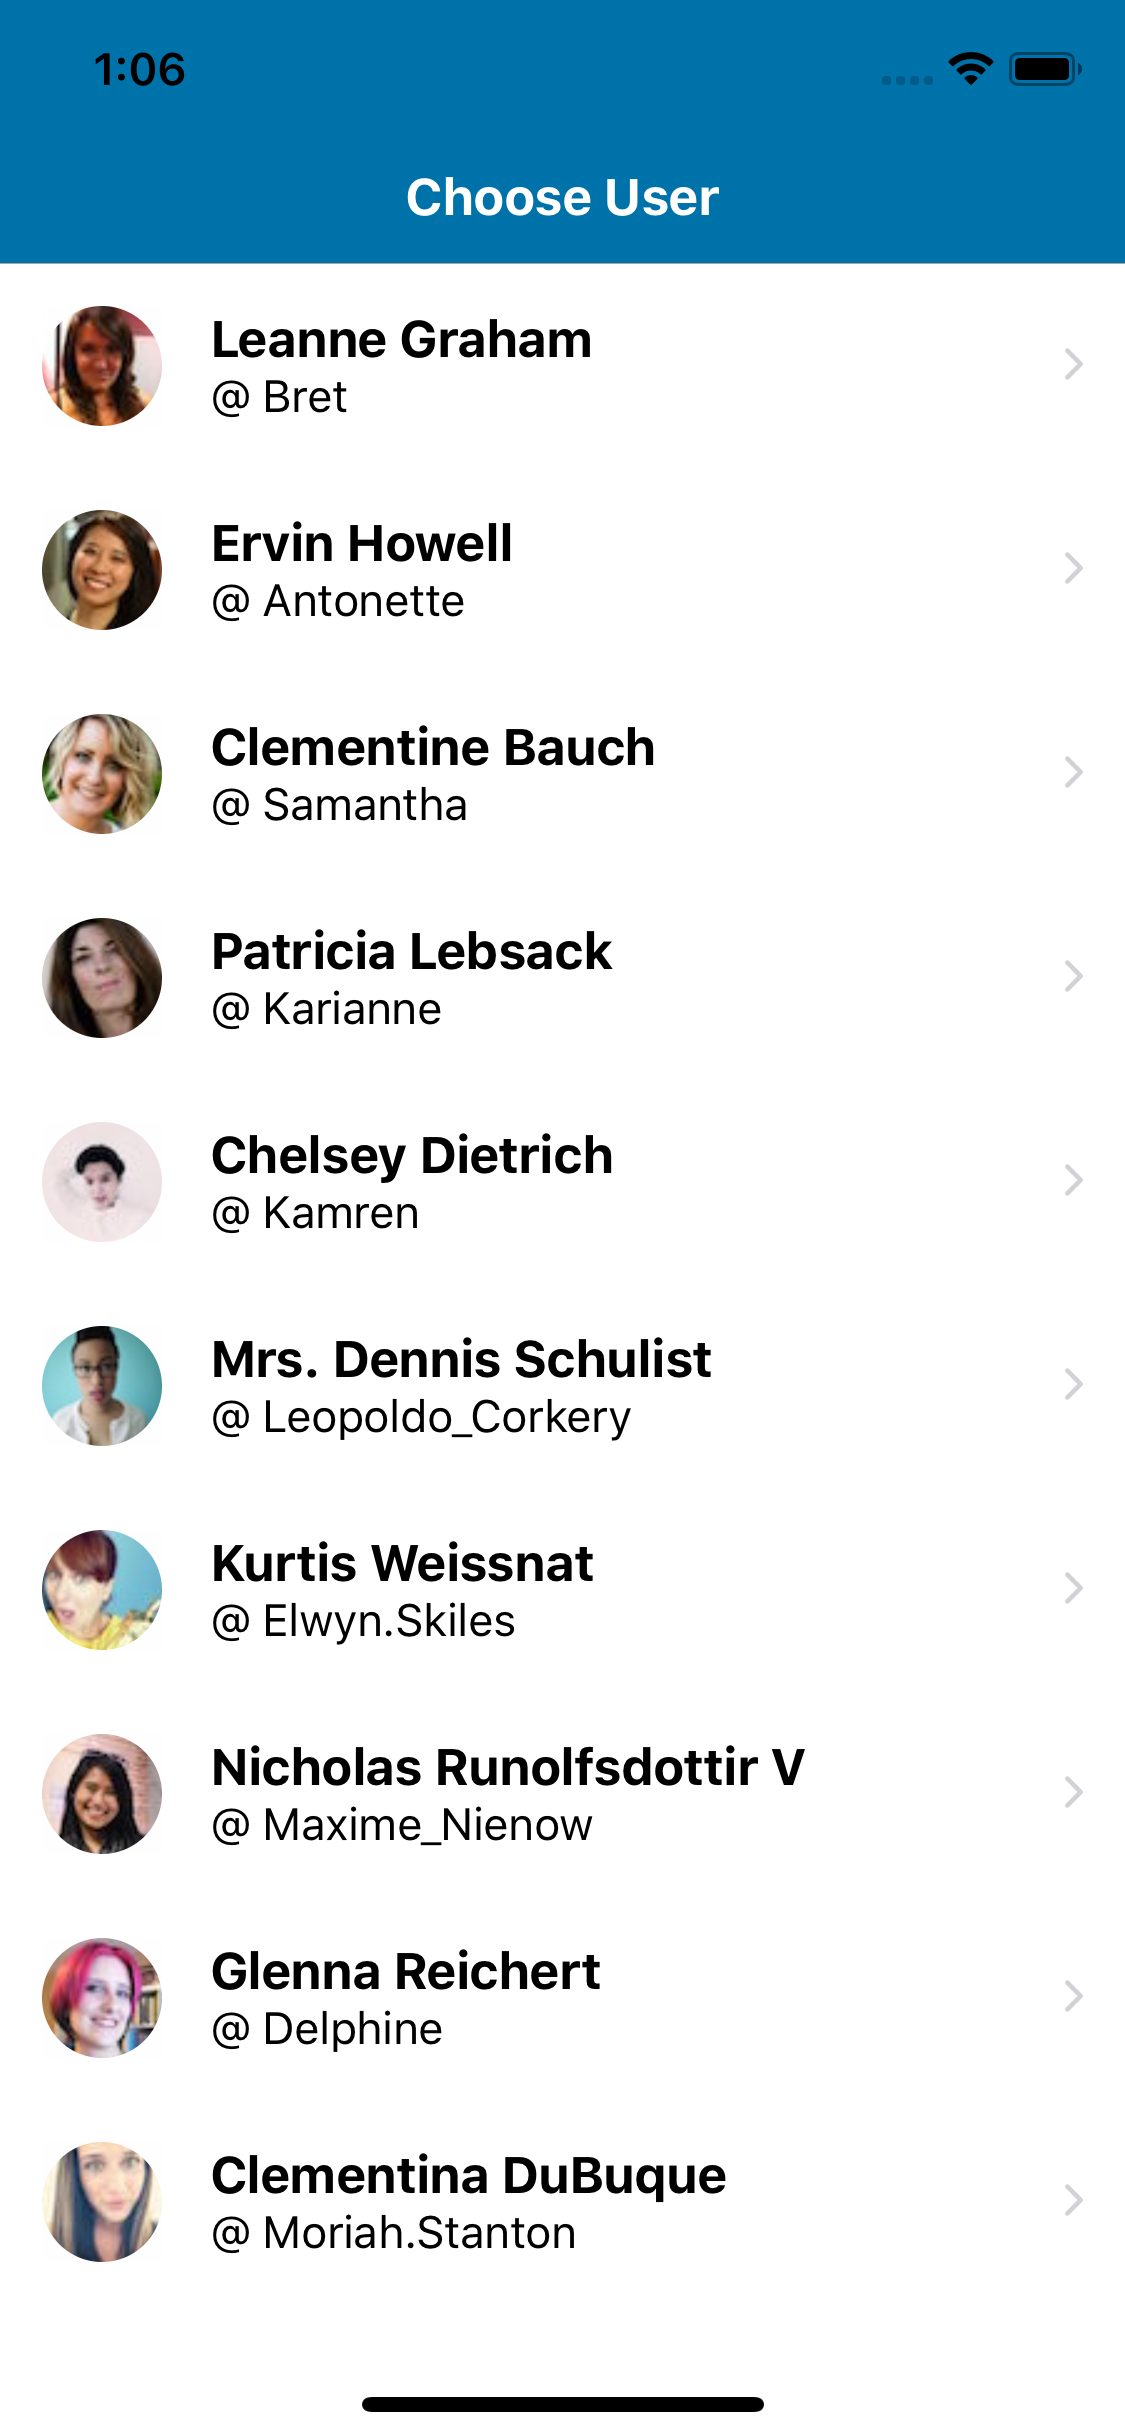 1:06
Choose User
Leanne Graham
@ Bret
Ervin Howell
@ Antonette
Clementine Bauch
@ Samantha
Patricia Lebsack
@ Karianne
Chelsey Dietrich
@ Kamren
Mrs. Dennis Schulist
@ Leopoldo_Corkery
Kurtis Weissnat
@ Elwyn.Skiles
Nicholas Runolfsdottir V
@ Maxime_Nienow
Glenna Reichert
@ Delphine
Clementina DuBuque
@ Moriah.Stanton